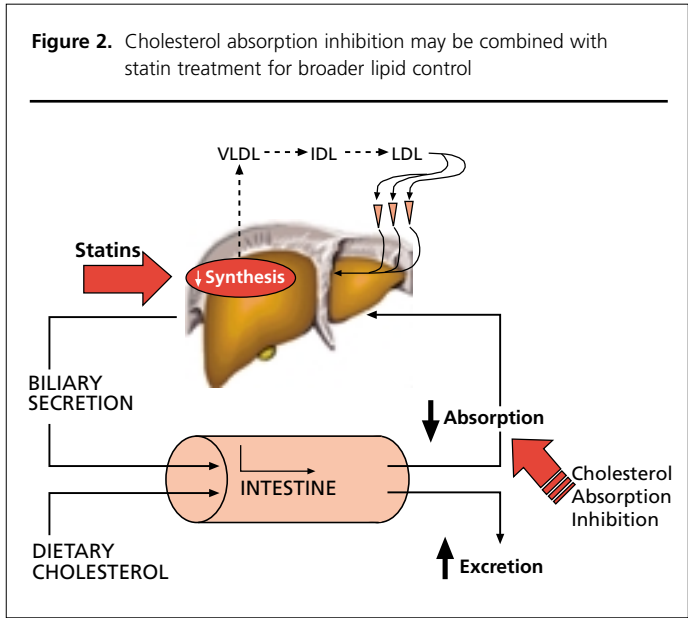 Figure 2. Cholesterol absorption inhibition may be combined with
statin treatment for broader lipid control
VLDL IDL LDL
Statins
↓ Synthesis
BILIARY
SECRETION
↓ Absorption
INTESTINE
Cholesterol
Absorption
Inhibition
DIETARY
CHOLESTEROL
↑ Excretion